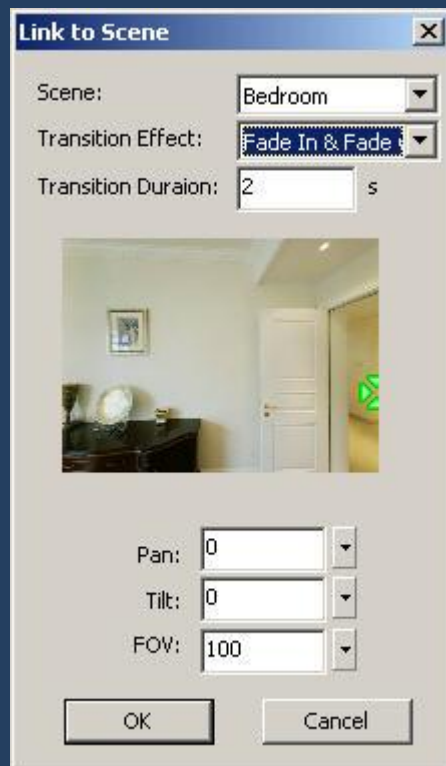 Link to Scene
Scene: Bedroom
Transition Effect: Fade In & Fade
Transition Duraion: 2 s
Pan: 0
Tilt: 0
FOV: 100
OK Cancel